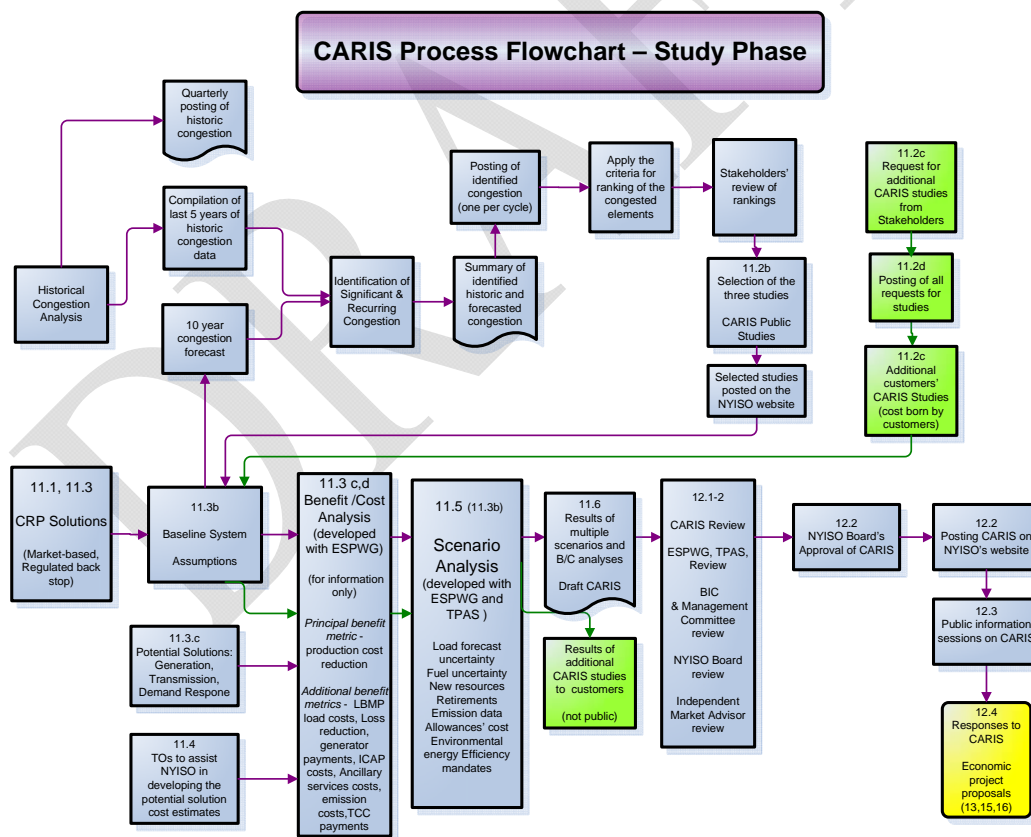 CARIS Process Flowchart – Study Phase
Quarterly
posting of
historic
congestion
Compilation of
last 5 years of
historic
congestion
data
Historical
Congestion
Analysis
10 year
congestion
forecast
Identification of
Significant &
Recurring
Congestion
Posting of
identified
congestion
(one per cycle)
Summary of
identified
historic and
forecasted
congestion
Apply the
criteria for
ranking of the
congested
elements
Stakeholders'
review of
rankings
11.2b
Selection of the
three studies
CARIS Public
Studies
Selected studies
posted on the
NYISO website
11.2c
Request for
additional
CARIS studies
from
Stakeholders
11.2d
Posting of all
requests for
studies
11.2c
Additional
customers'
CARIS Studies
(cost born by
customers)
11.1, 11.3
CRP Solutions
(Market-based,
Regulated back
stop)
11.3b
Baseline System
Assumptions
11.3.c
Potential Solutions:
Generation,
Transmission,
Demand Respone
11.4
TOs to assist
NYISO in
developing the
potential solution
cost estimates
11.3 c,d
Benefit /Cost
Analysis
(developed
with ESPWG)
(for information
only)
Principal benefit
metric -
production cost
reduction
Additional benefit
metrics - LBMP
load costs, Loss
reduction,
generator
payments, ICAP
costs, Ancillary
services costs,
emission
costs,TCC
payments
11.5 (11.3b)
Scenario
Analysis
(developed with
ESPWG and
TPAS )
Load forecast
uncertainty
Fuel uncertainty
New resources
Retirements
Emission data
Allowances' cost
Environmental
energy Efficiency
mandates
11.6
Results of
multiple
scenarios and
B/C analyses
Draft CARIS
Results of
additional
CARIS studies
to customers
(not public)
12.1-2
CARIS Review
ESPWG, TPAS,
Review
BIC
& Management
Committee
review
NYISO Board
review
Independent
Market Advisor
review
12.2
NYISO Board's
Approval of CARIS
12.2
Posting CARIS on
NYISO's website
12.3
Public information
sessions on CARIS
12.4
Responses to
CARIS
Economic
project
proposals
(13,15,16)
DRAFT